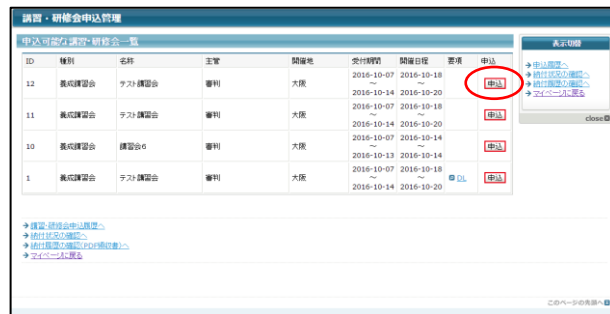 講習・研修会申込管理
申込可能な講習・研修会一覧
ID 種別 名称 主管 開催地 受付期間 開催日程 要項 申込
12 養成講習会 テスト講習会 審判 大阪 2016-10-07 ～ 2016-10-14 2016-10-18 ～ 2016-10-20 申込
11 養成講習会 テスト講習会 審判 大阪 2016-10-07 ～ 2016-10-14 2016-10-18 ～ 2016-10-20 申込
10 養成講習会 講習会6 審判 大阪 2016-10-07 ～ 2016-10-13 2016-10-14 ～ 2016-10-14 申込
1 養成講習会 テスト講習会 審判 大阪 2016-10-07 ～ 2016-10-14 2016-10-18 ～ 2016-10-20 DL 申込
講習・研修会申込履歴へ
納付状況の確認へ
納付履歴の確認(PDF領収書)へ
マイページに戻る
表示切替
申込履歴へ
納付状況の確認へ
納付履歴の確認へ
マイページに戻る
close
このページの先頭へ